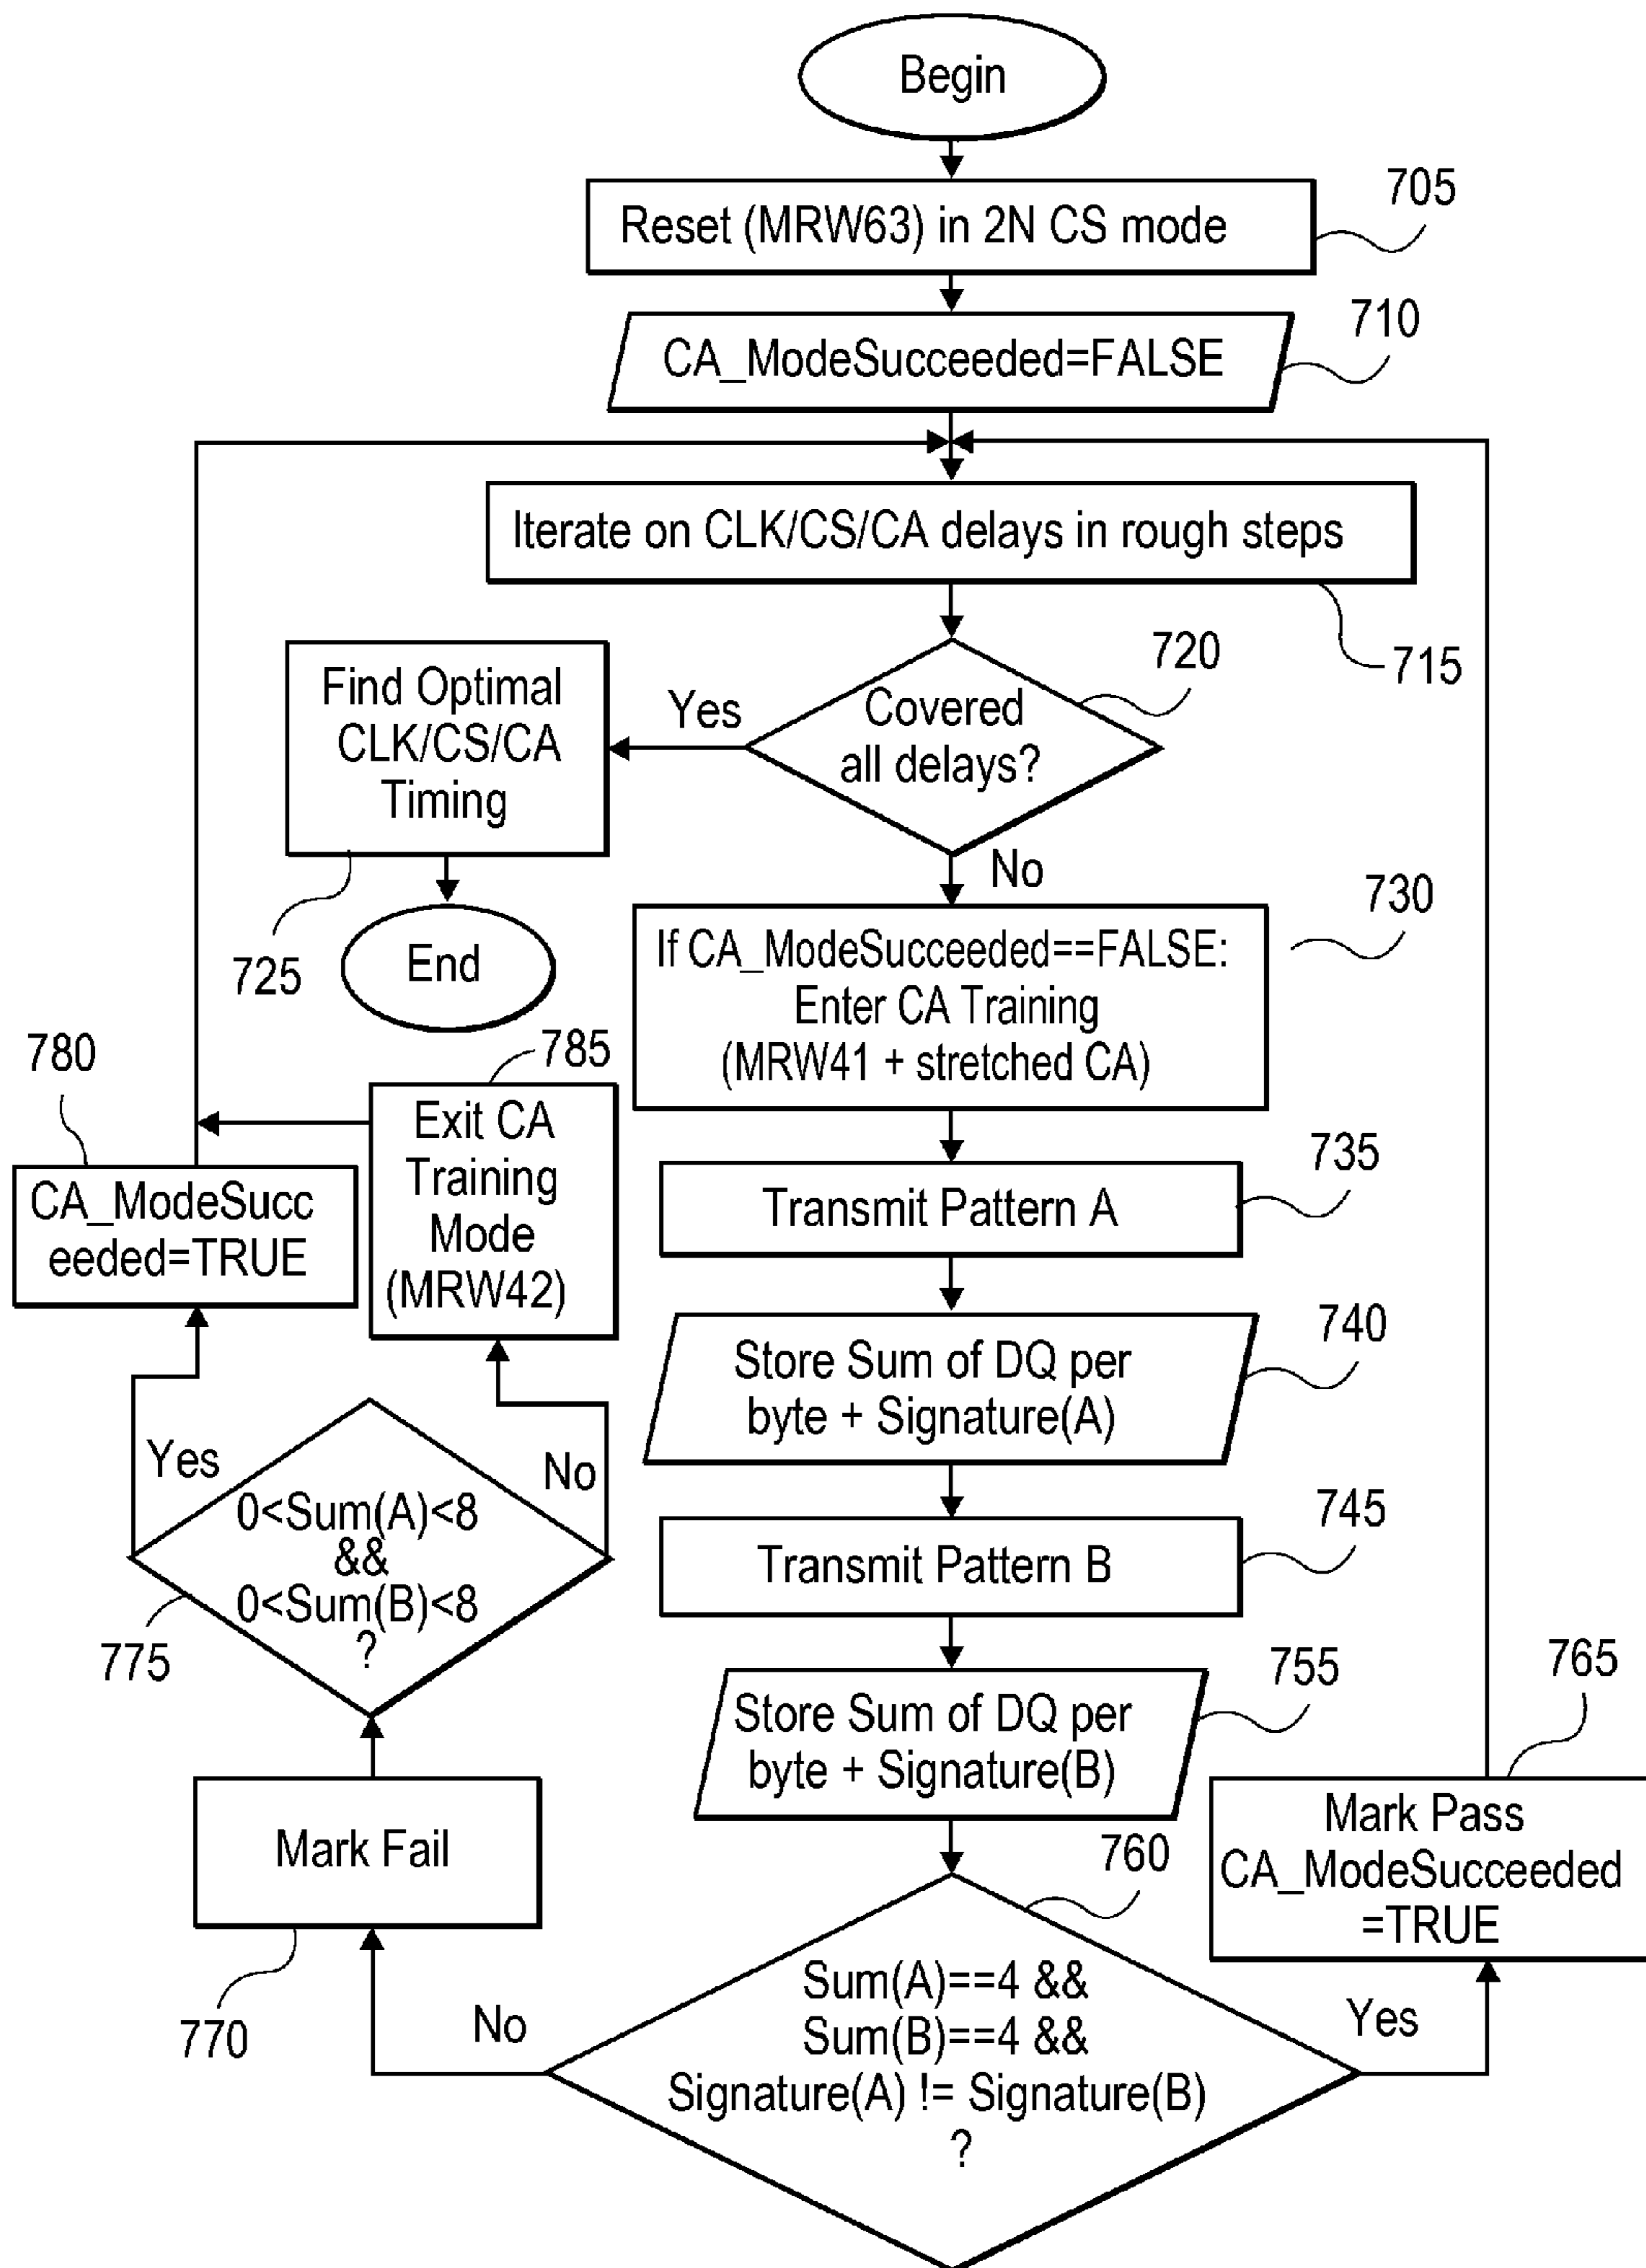 Begin
Reset (MRW63) in 2N CS mode
705
CA_ModeSucceeded=FALSE
710
Iterate on CLK/CS/CA delays in rough steps
715
Covered
all delays?
720
Yes
Find Optimal
CLK/CS/CA
Timing
725
End
No
If CA_ModeSucceeded==FALSE:
Enter CA Training
(MRW41 + stretched CA)
730
Transmit Pattern A
735
Store Sum of DQ per
byte + Signature(A)
740
Transmit Pattern B
745
Store Sum of DQ per
byte + Signature(B)
755
Sum(A)==4 &&
Sum(B)==4 &&
Signature(A) != Signature(B)
?
760
Yes
Mark Pass
CA_ModeSucceeded
=TRUE
765
No
Mark Fail
770
0<Sum(A)<8
&&
0<Sum(B)<8
?
775
Yes
CA_ModeSucc
eeded=TRUE
780
No
Exit CA
Training
Mode
(MRW42)
785